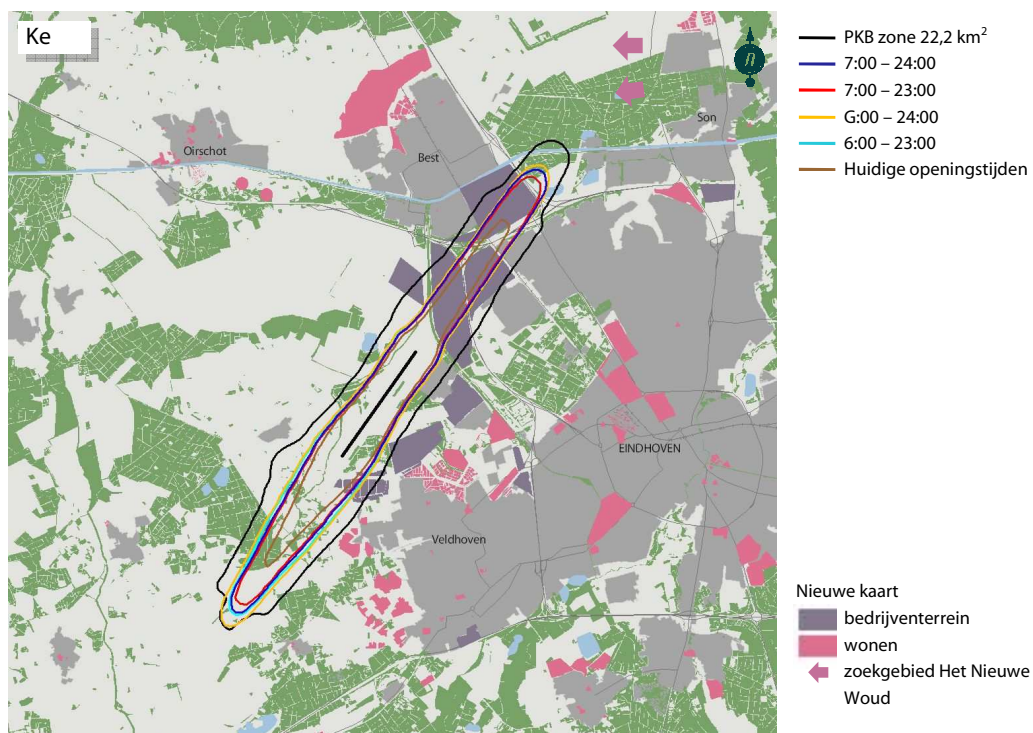 Ke
n
Oirschot
Best
Son
EINDHOVEN
Veldhoven
PKB zone 22,2 km²
7:00 – 24:00
7:00 – 23:00
G:00 – 24:00
6:00 – 23:00
Huidige openingstijden
Nieuwe kaart
bedrijventerrein
wonen
zoekgebied Het Nieuwe
Woud